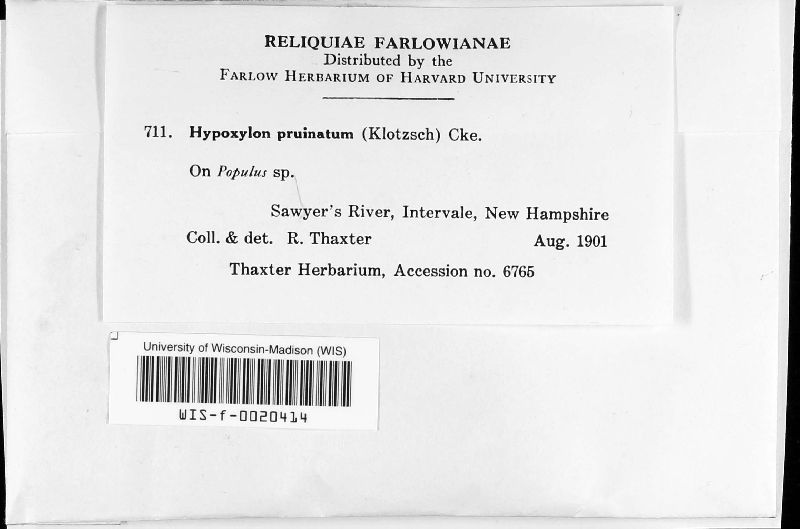 RELIQUIAE FARLOWIANAE
Distributed by the
FARLOW HERBARIUM OF HARVARD UNIVERSITY
711. Hypoxylon pruinatum (Klotzsch) Cke.
On Populus sp.
Sawyer's River, Intervale, New Hampshire
Coll. & det. R. Thaxter Aug. 1901
Thaxter Herbarium, Accession no. 6765
University of Wisconsin-Madison (WIS)
WIS-f-0020414